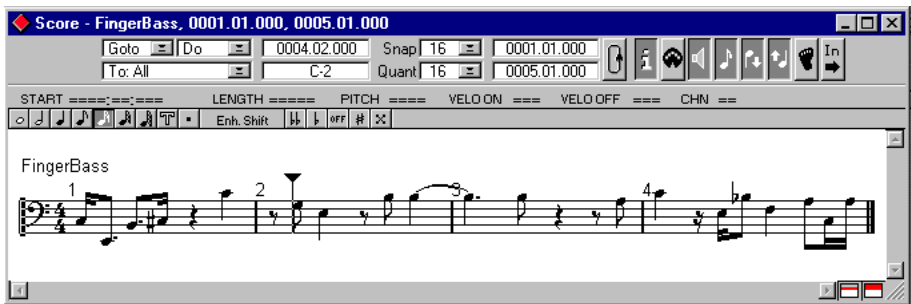 Score - FingerBass, 0001.01.000, 0005.01.000
Goto Do 0004.02.000 Snap 16 0001.01.000 In
To: All C-2 Quant 16 0005.01.000
START ====:==:=== LENGTH ===== PITCH ==== VELO ON === VELO OFF === CHN ==
Enh. Shift OFF
FingerBass
1 2 3 4
4
4